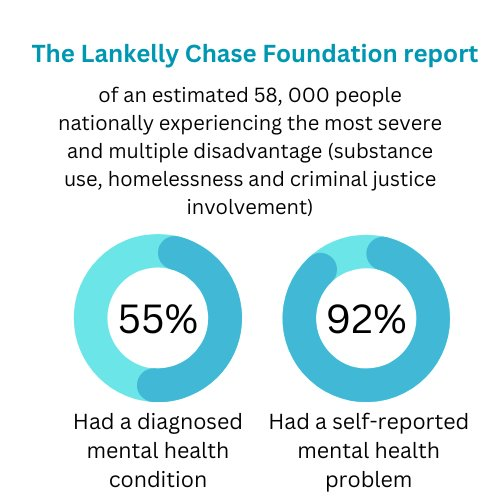 The Lankelly Chase Foundation report
of an estimated 58, 000 people
nationally experiencing the most severe
and multiple disadvantage (substance
use, homelessness and criminal justice
involvement)
55%
92%
Had a diagnosed
mental health
condition
Had a self-reported
mental health
problem